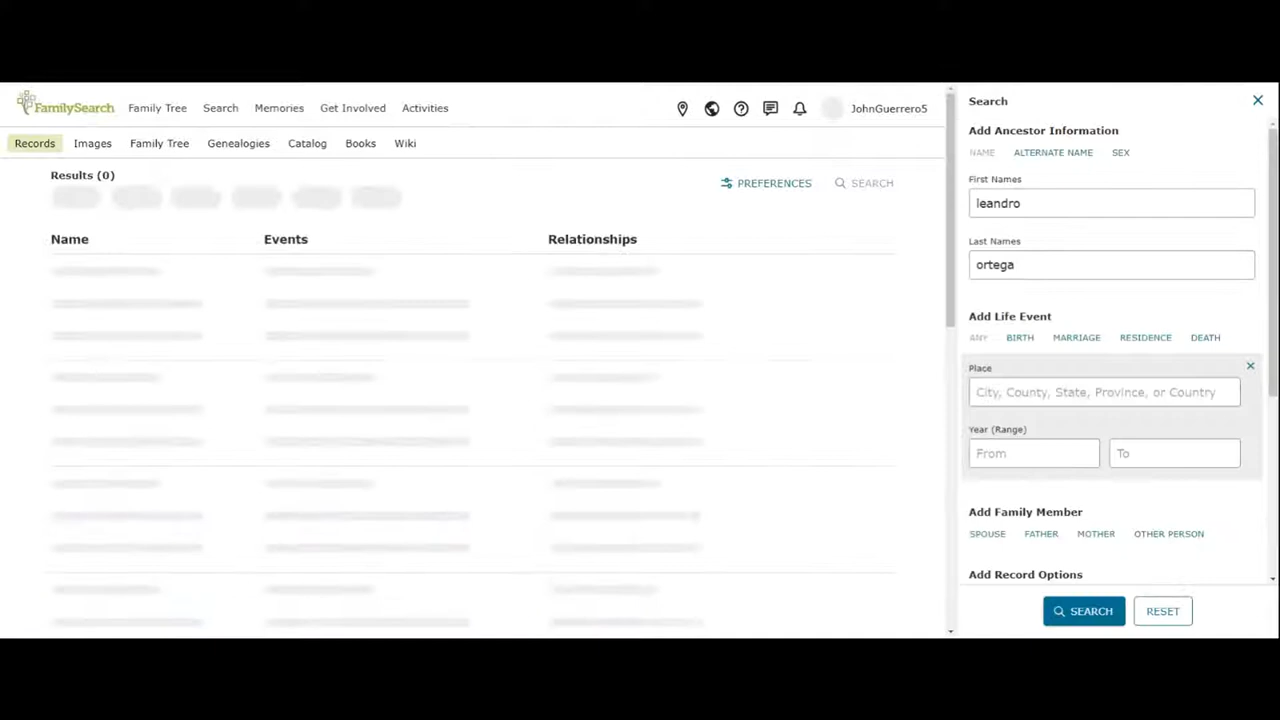 FamilySearch Family Tree Search Memories Get Involved Activities JohnGuerrero5
Records Images Family Tree Genealogies Catalog Books Wiki
Results (0)
PREFERENCES SEARCH
Name Events Relationships
Search
Add Ancestor Information
NAME ALTERNATE NAME SEX
First Names
leandro
Last Names
ortega
Add Life Event
ANY BIRTH MARRIAGE RESIDENCE DEATH
Place
City, County, State, Province, or Country
Year (Range)
From To
Add Family Member
SPOUSE FATHER MOTHER OTHER PERSON
Add Record Options
SEARCH RESET